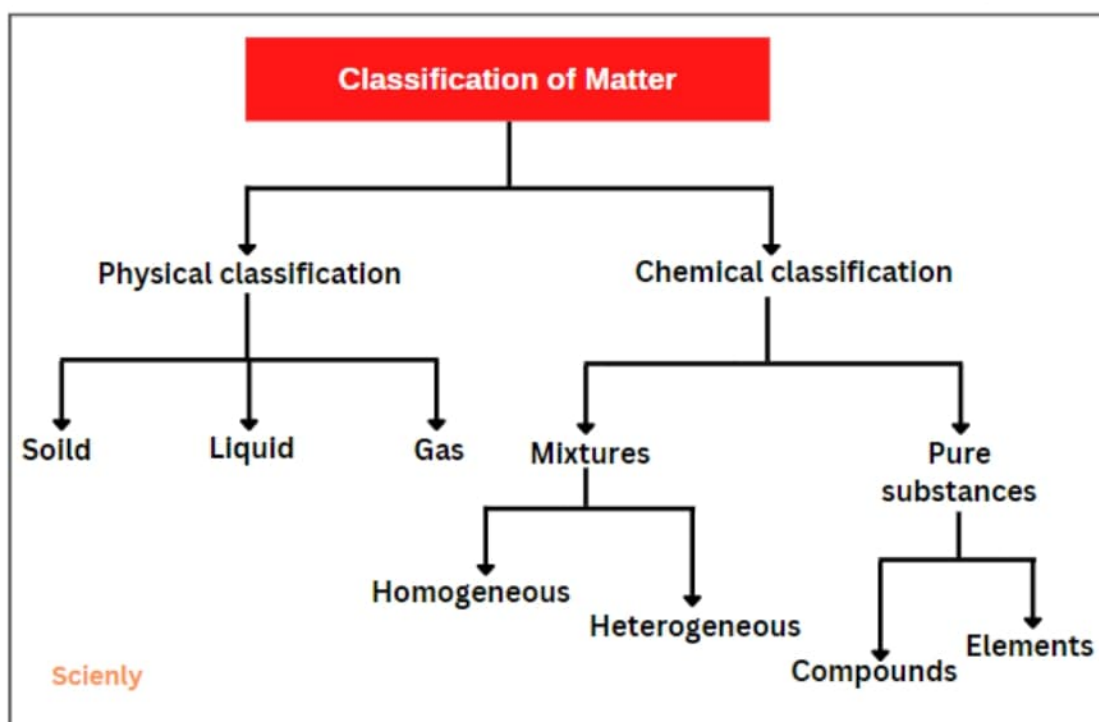 Classification of Matter
Physical classification
Chemical classification
Soild
Liquid
Gas
Mixtures
Pure
substances
Homogeneous
Heterogeneous
Compounds
Elements
Scienly